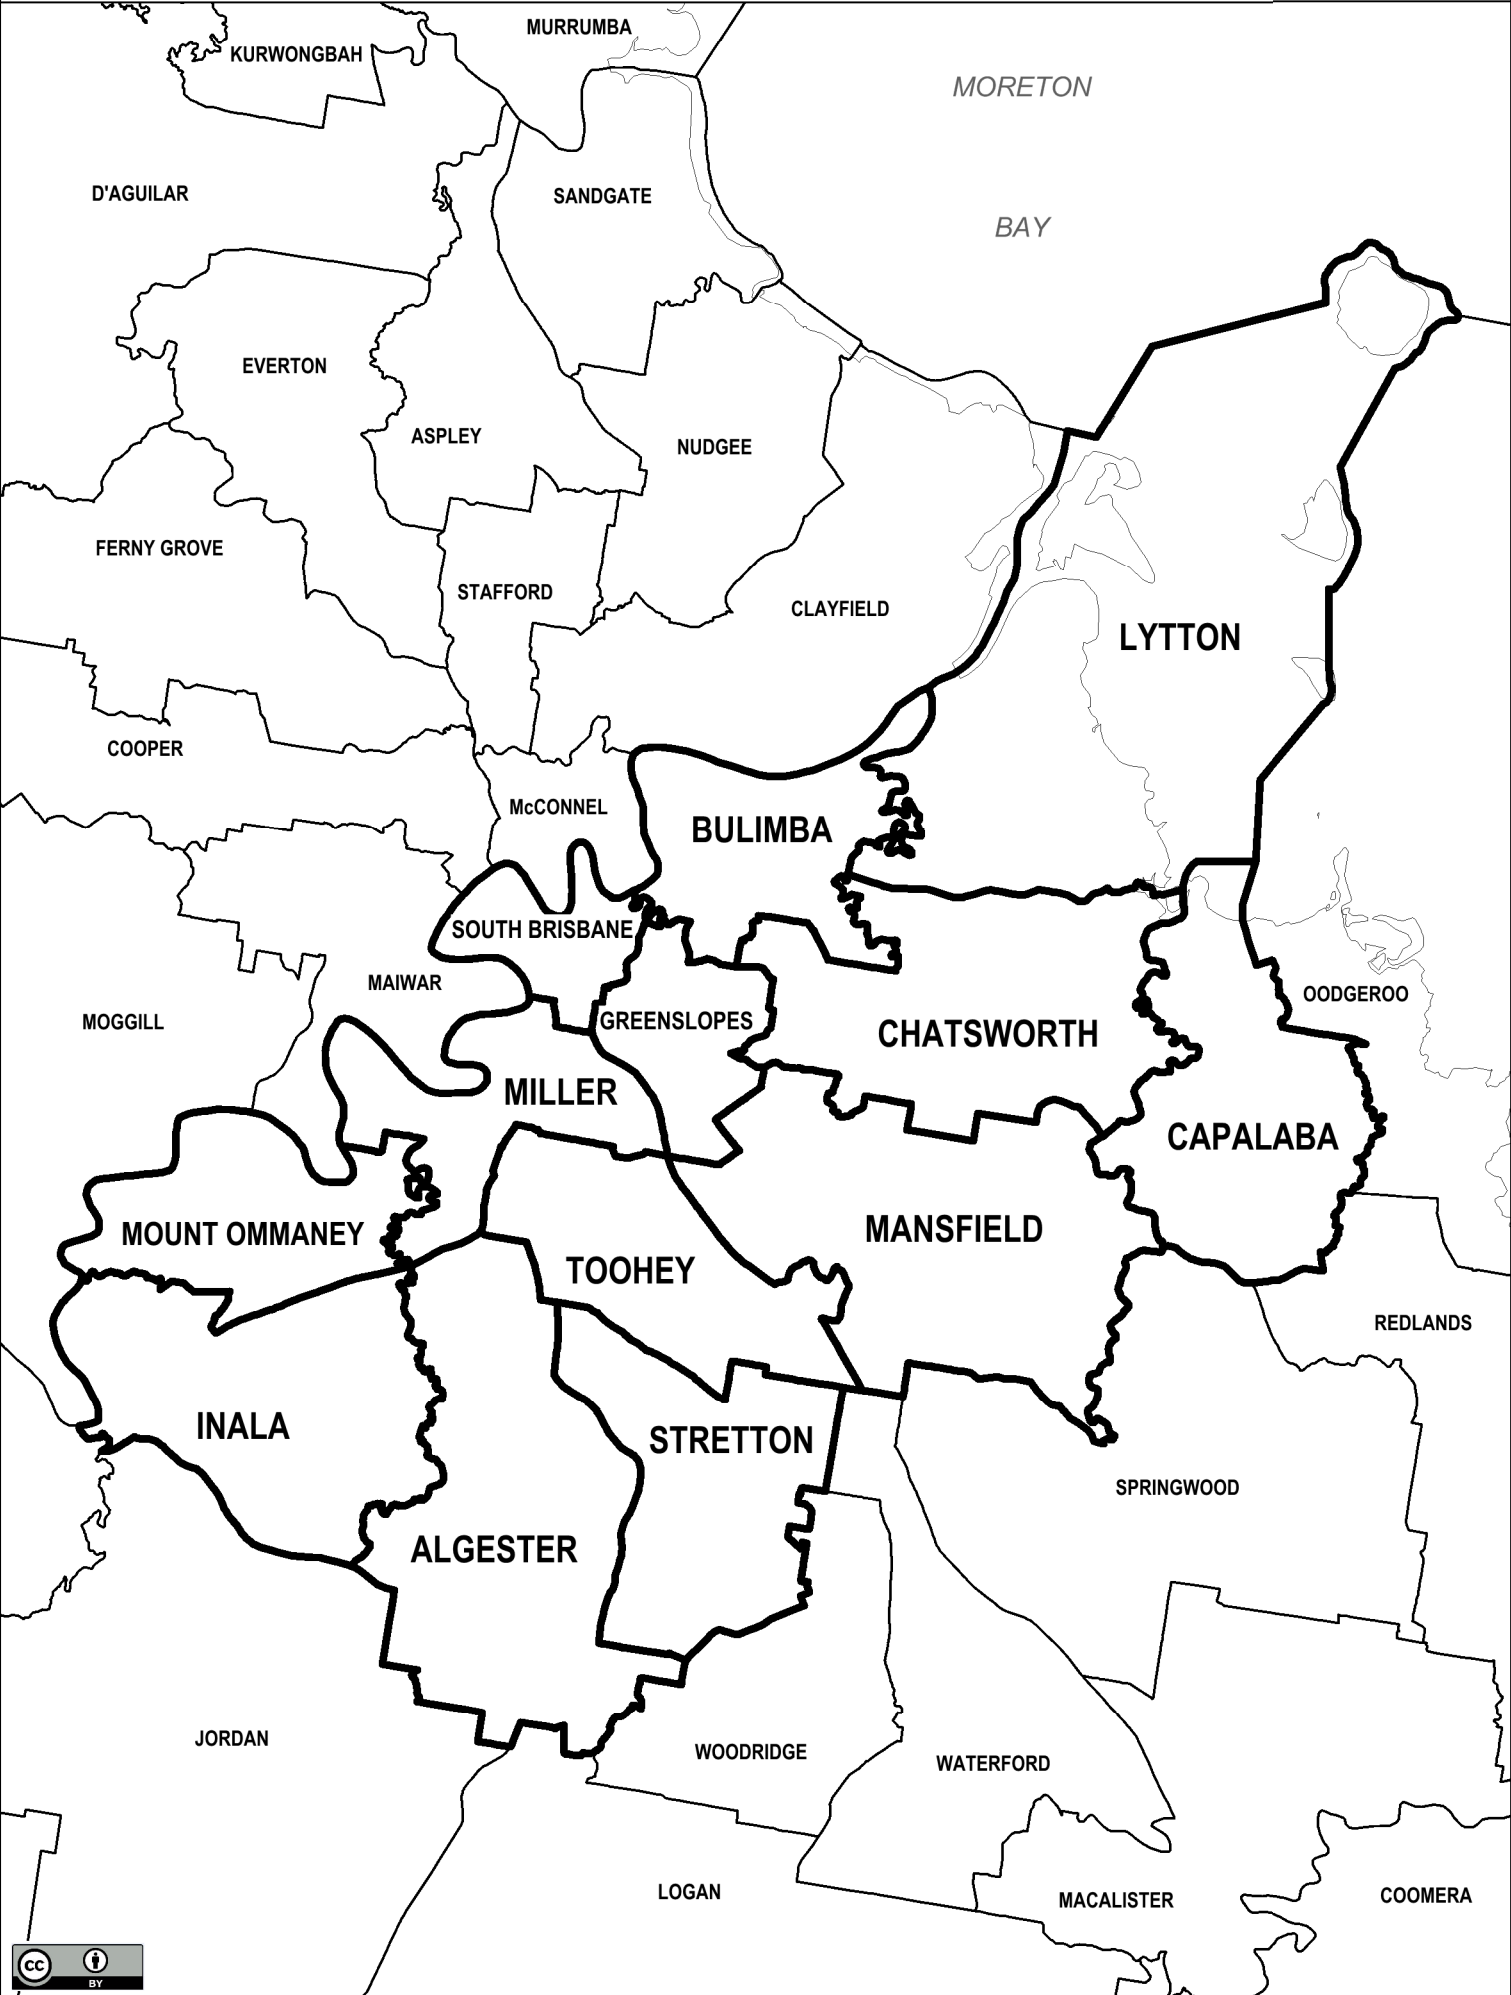 MURRUMBA
KURWONGBAH
MORETON
D'AGUILAR
SANDGATE
BAY
EVERTON
ASPLEY
NUDGEE
FERNY GROVE
STAFFORD
CLAYFIELD
LYTTON
COOPER
McCONNEL
BULIMBA
SOUTH BRISBANE
MAIWAR
OODGEROO
MOGGILL
GREENSLOPES
CHATSWORTH
MILLER
CAPALABA
MOUNT OMMANEY
MANSFIELD
TOOHEY
REDLANDS
INALA
STRETTON
SPRINGWOOD
ALGESTER
JORDAN
WOODRIDGE
WATERFORD
LOGAN
MACALISTER
COOMERA
cc
BY